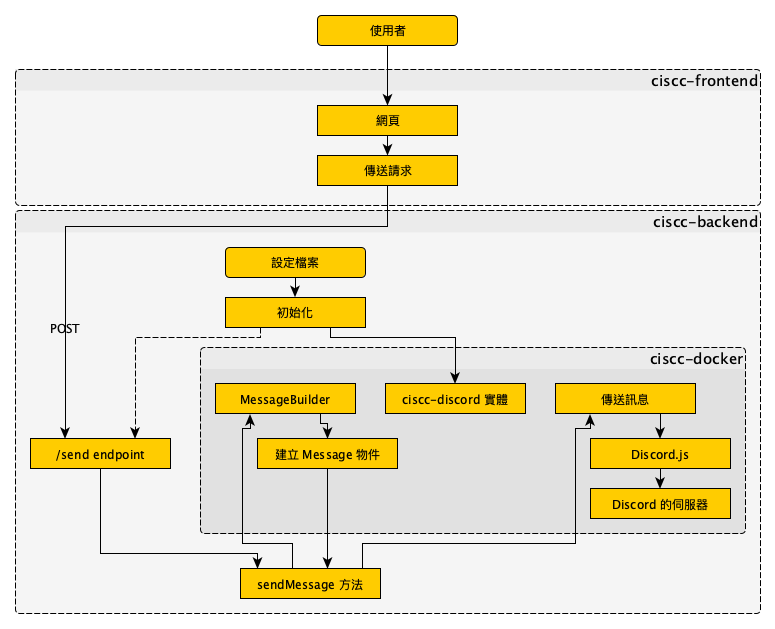 使用者
ciscc-frontend
網頁
傳送請求
ciscc-backend
設定檔案
初始化
POST
ciscc-docker
MessageBuilder
ciscc-discord 實體
傳送訊息
/send endpoint
建立 Message 物件
Discord.js
Discord 的伺服器
sendMessage 方法